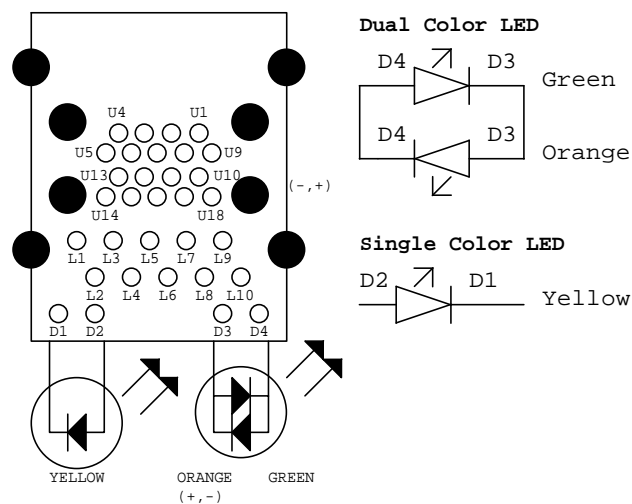 Dual Color LED
D4 D3 Green
D4 D3 Orange
U4 U1
U5 U9
U13 U10
(-,+)
U14 U18
L1 L3 L5 L7 L9
L2 L4 L6 L8 L10
D1 D2 D3 D4
Single Color LED
D2 D1 Yellow
YELLOW ORANGE GREEN
(+,-)